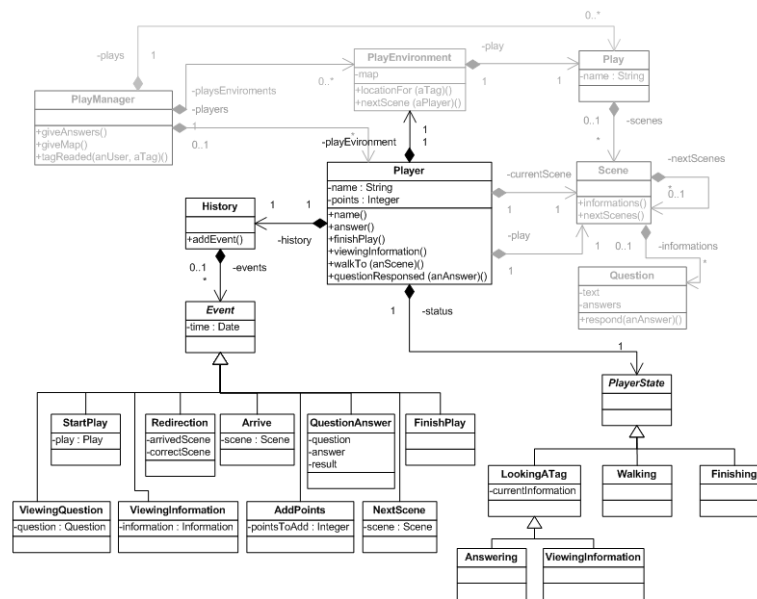 0..*
-plays
1
PlayEnvironment
-map
+locationFor (aTag)()
+nextScene (aPlayer)()
-play
1
1
Play
-name : String
-playsEnviroments
0..*
PlayManager
+giveAnswers()
+giveMap()
+tagReaded(anUser, aTag)()
-players
1
0..1
*
0..1
-scenes
*
1
1
-playEvironment
Player
-name : String
-points : Integer
+name()
+answer()
+finishPlay()
+viewingInformation()
+walkTo (anScene)()
+questionResponsed (anAnswer)()
-currentScene
1
1
Scene
+informations()
+nextScenes()
-nextScenes
*
0..1
History
+addEvent()
1
1
-history
-play
1
1
0..1
-informations
*
0..1
-events
*
Question
-text
-answers
+respond(anAnswer)()
Event
-time : Date
1
-status
1
PlayerState
StartPlay
-play : Play
Redirection
-arrivedScene
-correctScene
Arrive
-scene : Scene
QuestionAnswer
-question
-answer
-result
FinishPlay
LookingATag
-currentInformation
Walking
Finishing
ViewingQuestion
-question : Question
ViewingInformation
-information : Information
AddPoints
-pointsToAdd : Integer
NextScene
-scene : Scene
Answering
ViewingInformation